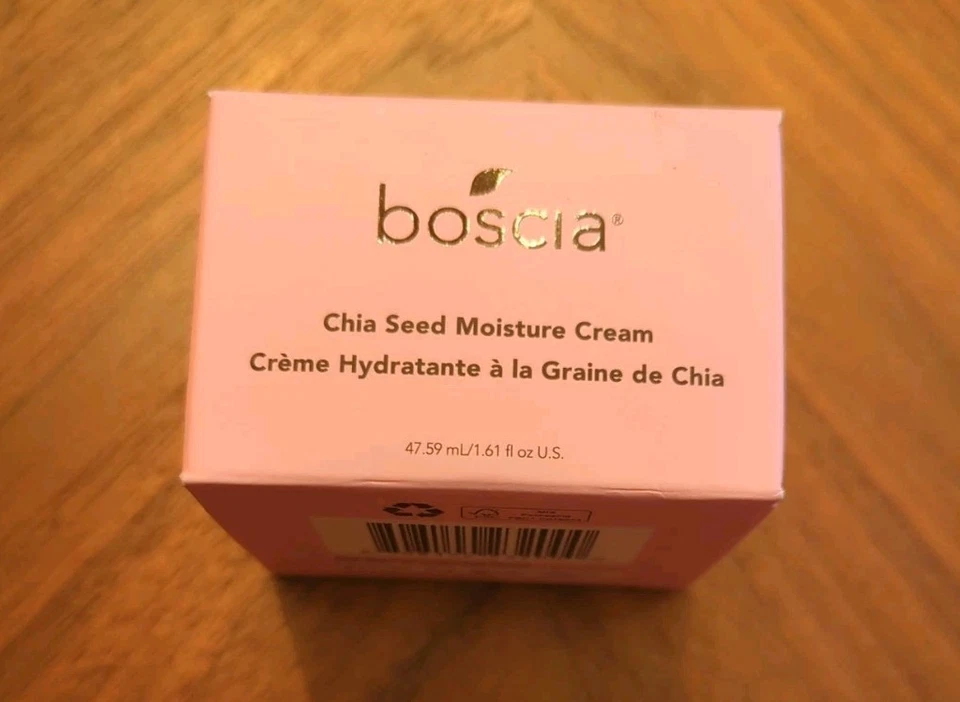 boscia®
Chia Seed Moisture Cream
Crème Hydratante à la Graine de Chia
47.59 mL/1.61 fl oz U.S.